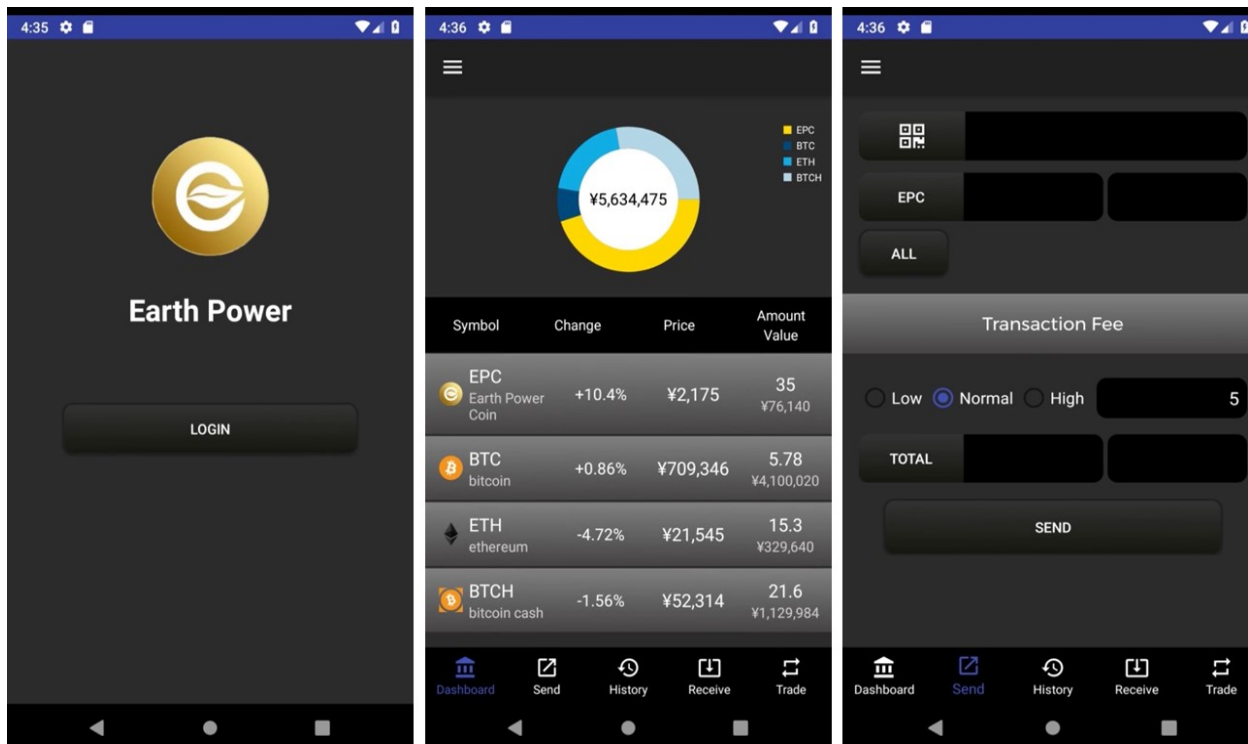 4:35
Earth Power
LOGIN
4:36
EPC
BTC
ETH
BTCH
¥5,634,475
Symbol Change Price Amount Value
EPC
Earth Power Coin
+10.4% ¥2,175 35
¥76,140
BTC
bitcoin
+0.86% ¥709,346 5.78
¥4,100,020
ETH
ethereum
-4.72% ¥21,545 15.3
¥329,640
BTCH
bitcoin cash
-1.56% ¥52,314 21.6
¥1,129,984
Dashboard Send History Receive Trade
4:36
EPC
ALL
Transaction Fee
Low Normal High 5
TOTAL
SEND
Dashboard Send History Receive Trade